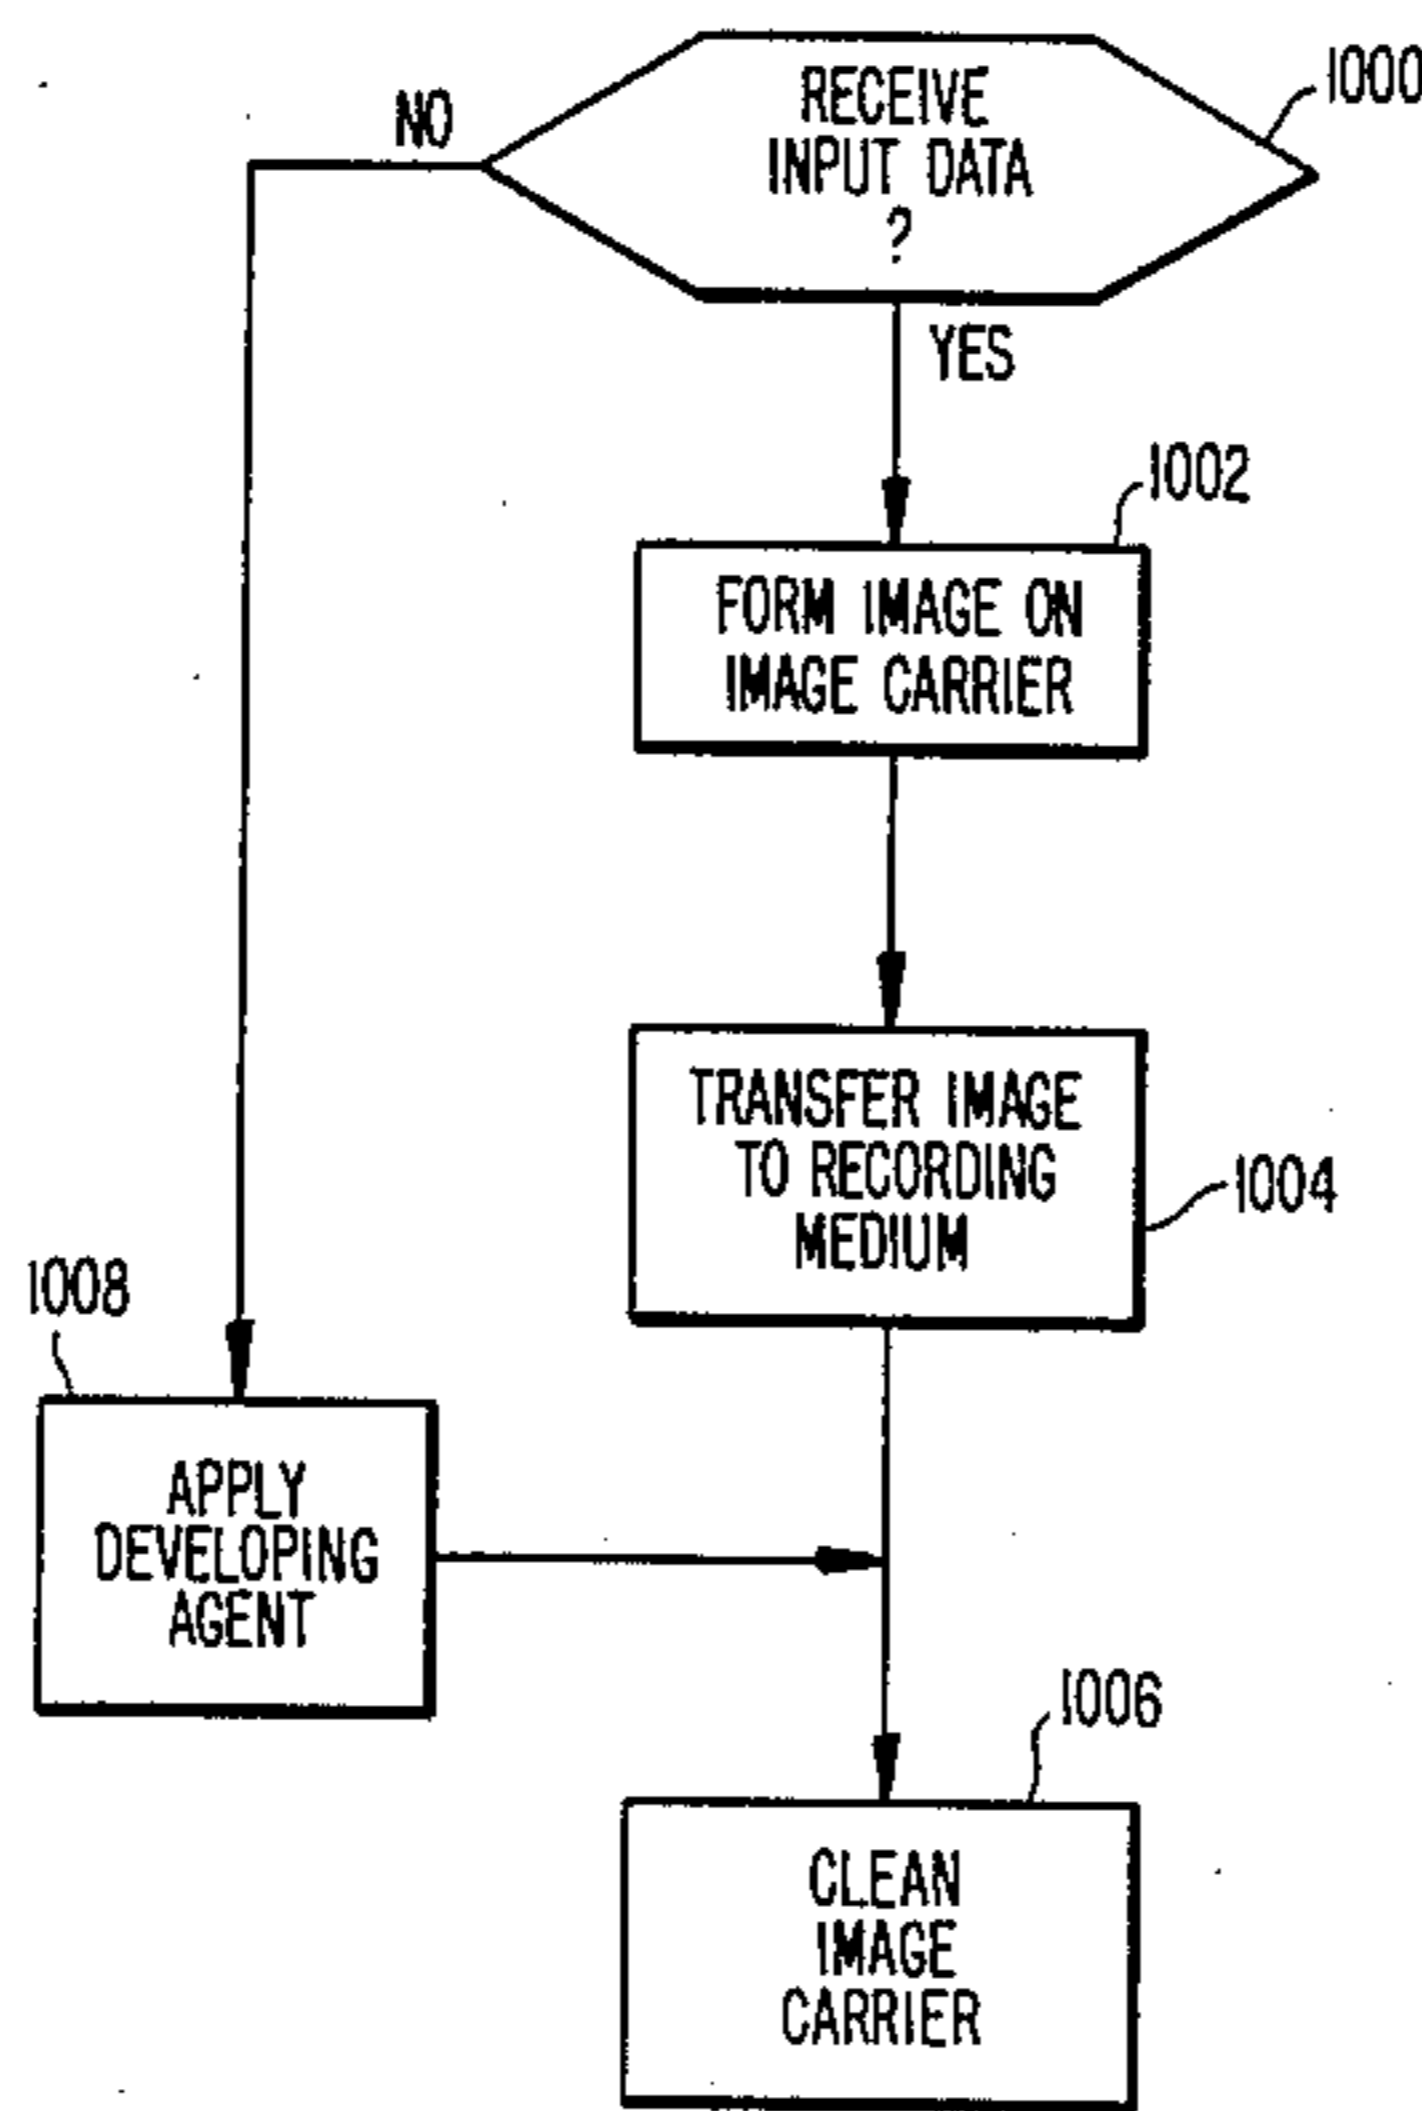 1000
RECEIVE
INPUT DATA
?
NO
YES
1002
FORM IMAGE ON
IMAGE CARRIER
TRANSFER IMAGE
TO RECORDING
MEDIUM
1004
1008
APPLY
DEVELOPING
AGENT
1006
CLEAN
IMAGE
CARRIER